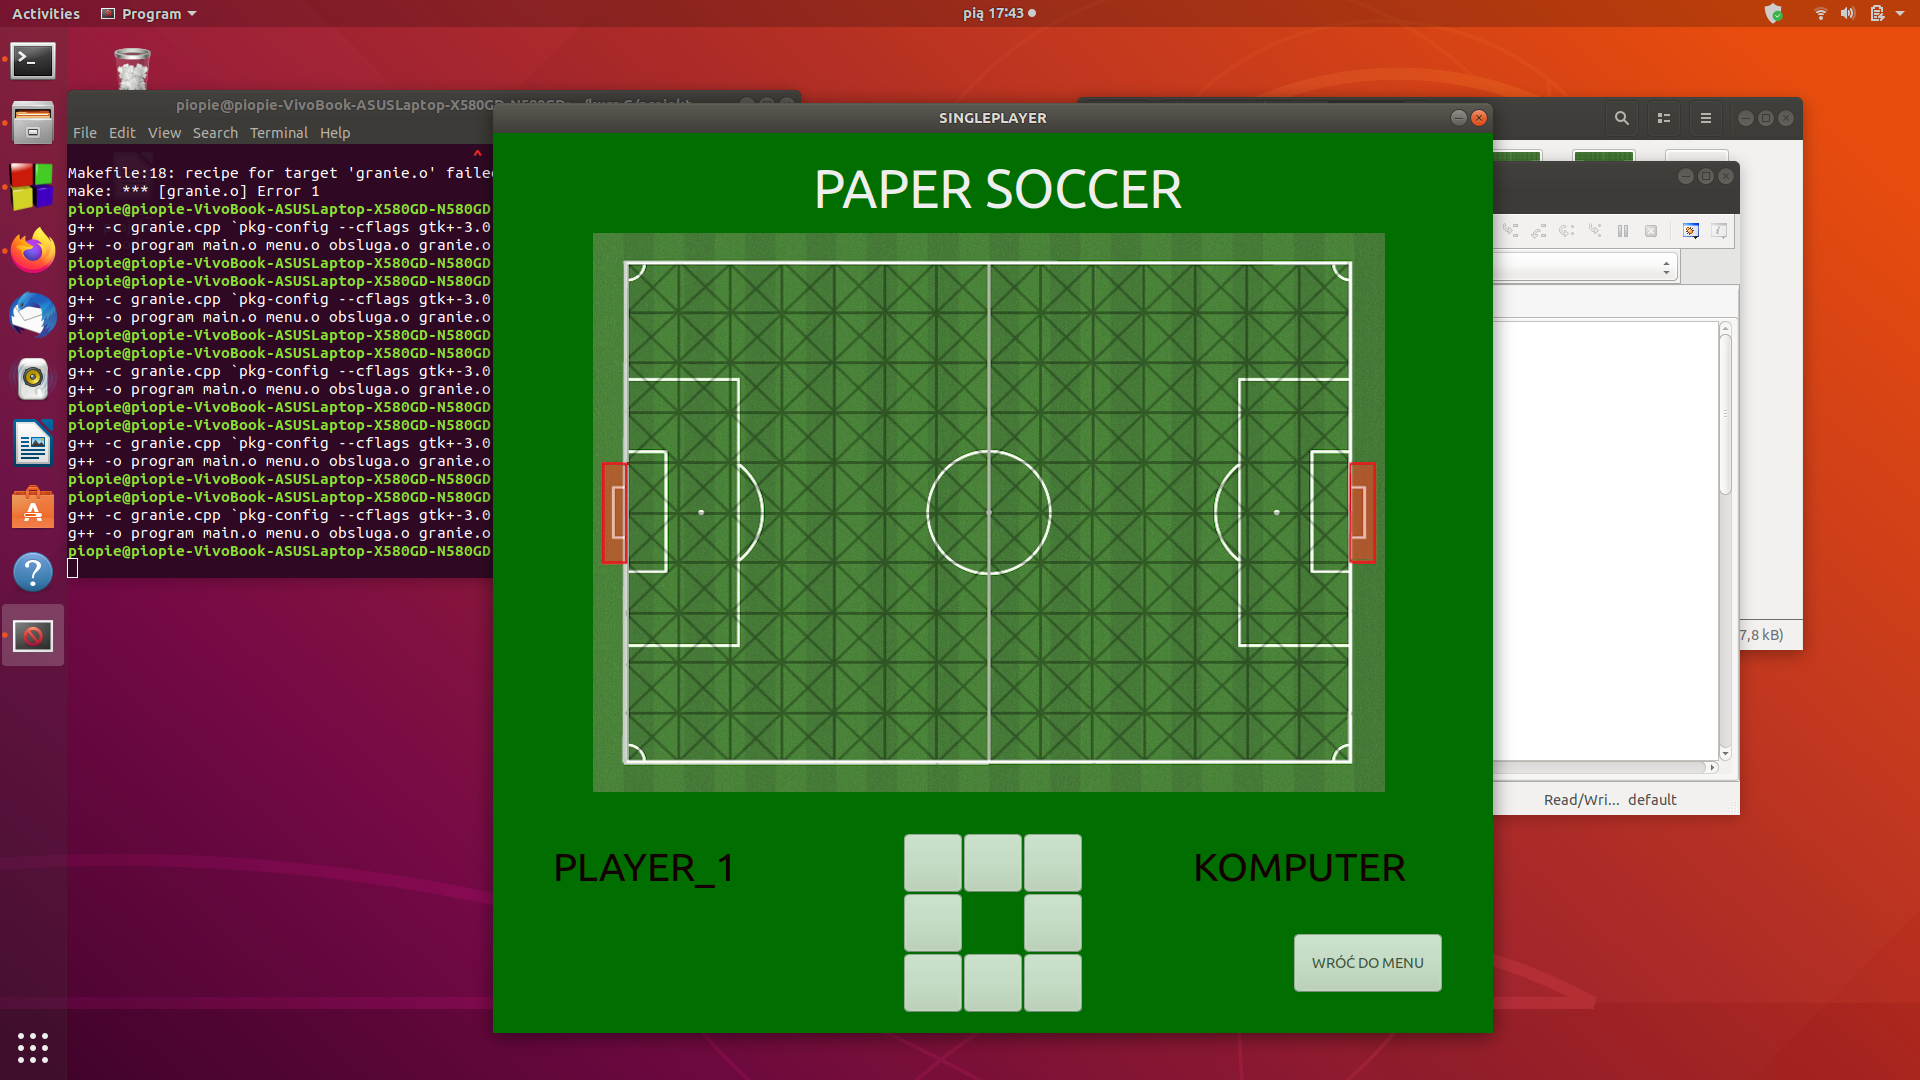 Activities
Program
pią 17:43
piopie@piopie-VivoBook-ASUSLaptop-X580GD-N580GD:
File Edit View Search Terminal Help
^
Makefile:18: recipe for target 'granie.o' faile
make: *** [granie.o] Error 1
piopie@piopie-VivoBook-ASUSLaptop-X580GD-N580GD
g++ -c granie.cpp `pkg-config --cflags gtk+-3.0
g++ -o program main.o menu.o obsluga.o granie.o
piopie@piopie-VivoBook-ASUSLaptop-X580GD-N580GD
piopie@piopie-VivoBook-ASUSLaptop-X580GD-N580GD
g++ -c granie.cpp `pkg-config --cflags gtk+-3.0
g++ -o program main.o menu.o obsluga.o granie.o
piopie@piopie-VivoBook-ASUSLaptop-X580GD-N580GD
piopie@piopie-VivoBook-ASUSLaptop-X580GD-N580GD
g++ -c granie.cpp `pkg-config --cflags gtk+-3.0
g++ -o program main.o menu.o obsluga.o granie.o
piopie@piopie-VivoBook-ASUSLaptop-X580GD-N580GD
piopie@piopie-VivoBook-ASUSLaptop-X580GD-N580GD
g++ -c granie.cpp `pkg-config --cflags gtk+-3.0
g++ -o program main.o menu.o obsluga.o granie.o
piopie@piopie-VivoBook-ASUSLaptop-X580GD-N580GD
piopie@piopie-VivoBook-ASUSLaptop-X580GD-N580GD
g++ -c granie.cpp `pkg-config --cflags gtk+-3.0
g++ -o program main.o menu.o obsluga.o granie.o
piopie@piopie-VivoBook-ASUSLaptop-X580GD-N580GD
SINGLEPLAYER
PAPER SOCCER
PLAYER_1
KOMPUTER
WRÓĆ DO MENU
7,8 kB)
Read/Wri... default